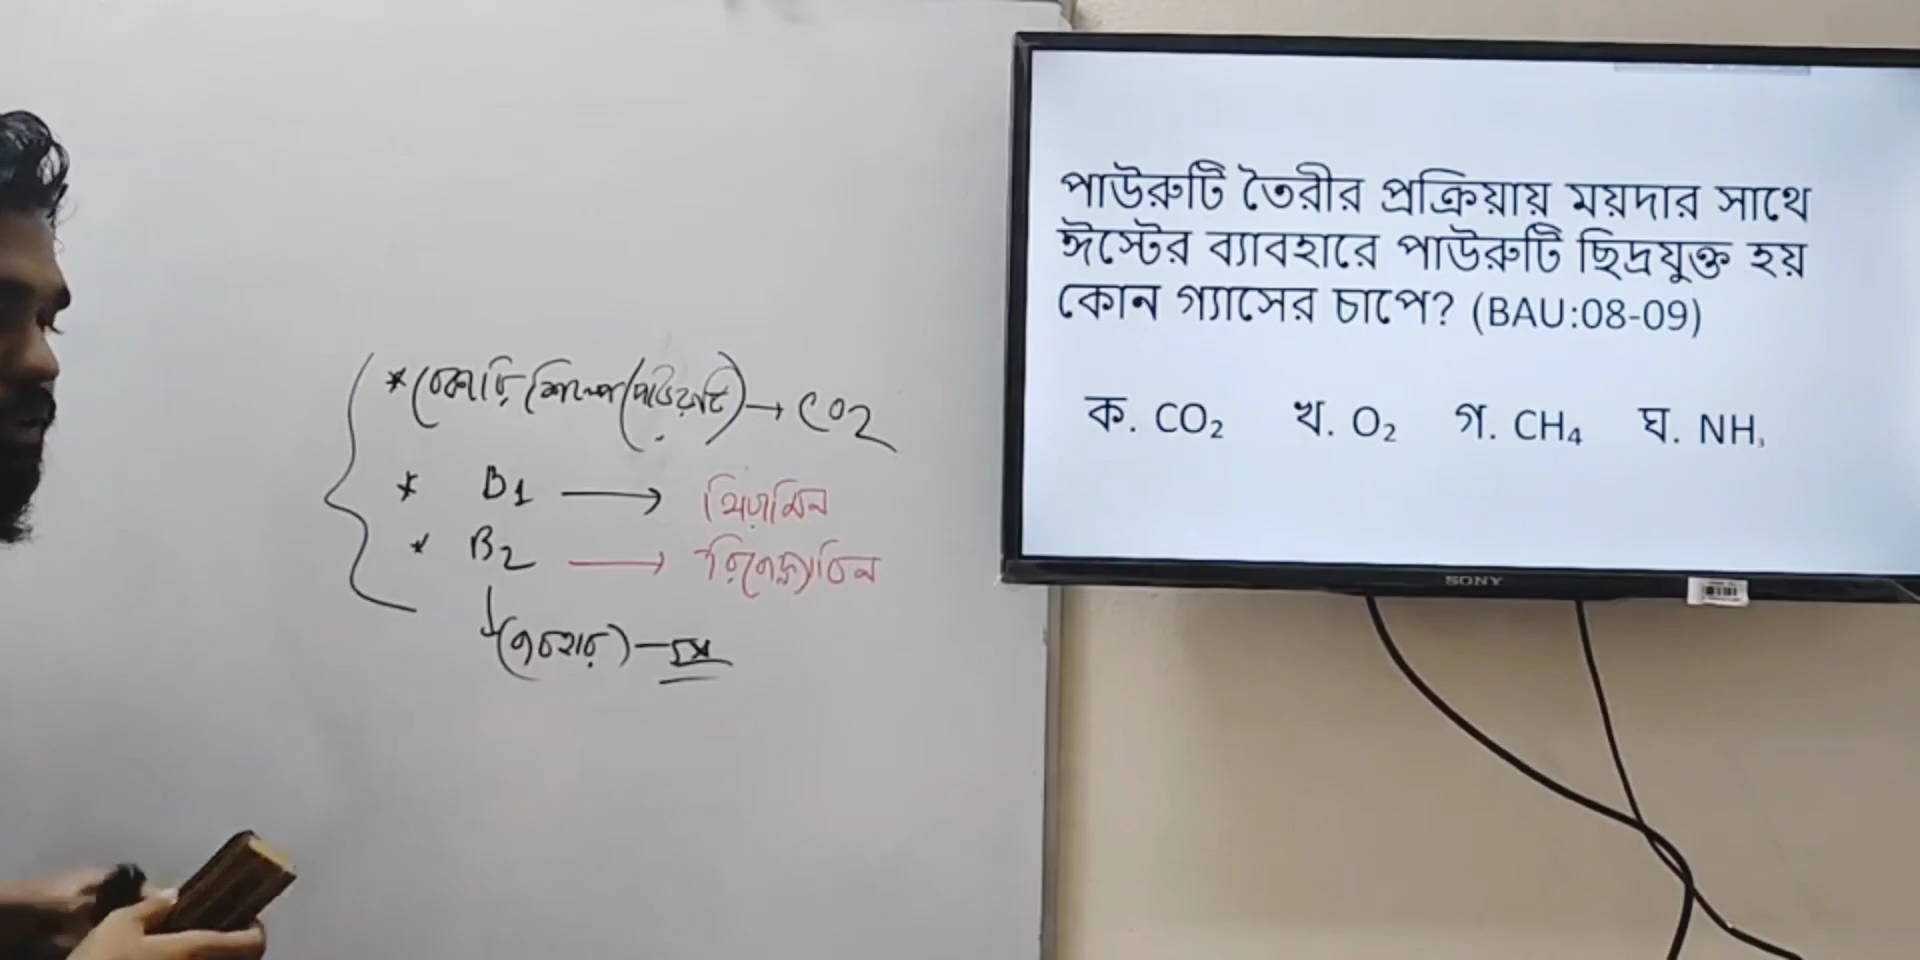 * বেকারি শিল্পে (পাউরুটি) → CO2
* B1 → থিয়ামিন
* B2 → রিবোফ্ল্যাভিন
পাউরুটি তৈরীর প্রক্রিয়ায় ময়দার সাথে
ঈস্টের ব্যাবহারে পাউরুটি ছিদ্রযুক্ত হয়
কোন গ্যাসের চাপে? (BAU:08-09)
ক. CO₂ খ. O₂ গ. CH₄ ঘ. NH₃
SONY